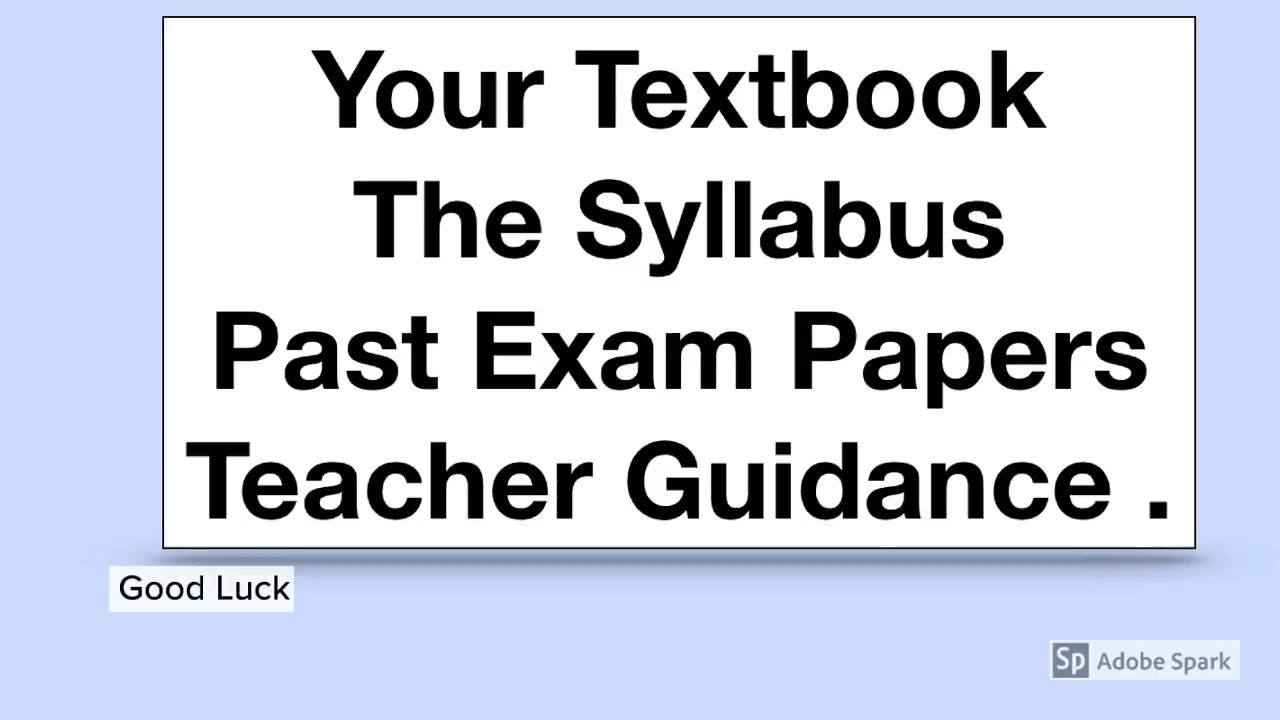 Your Textbook
The Syllabus
Past Exam Papers
Teacher Guidance .
Good Luck
Sp Adobe Spark